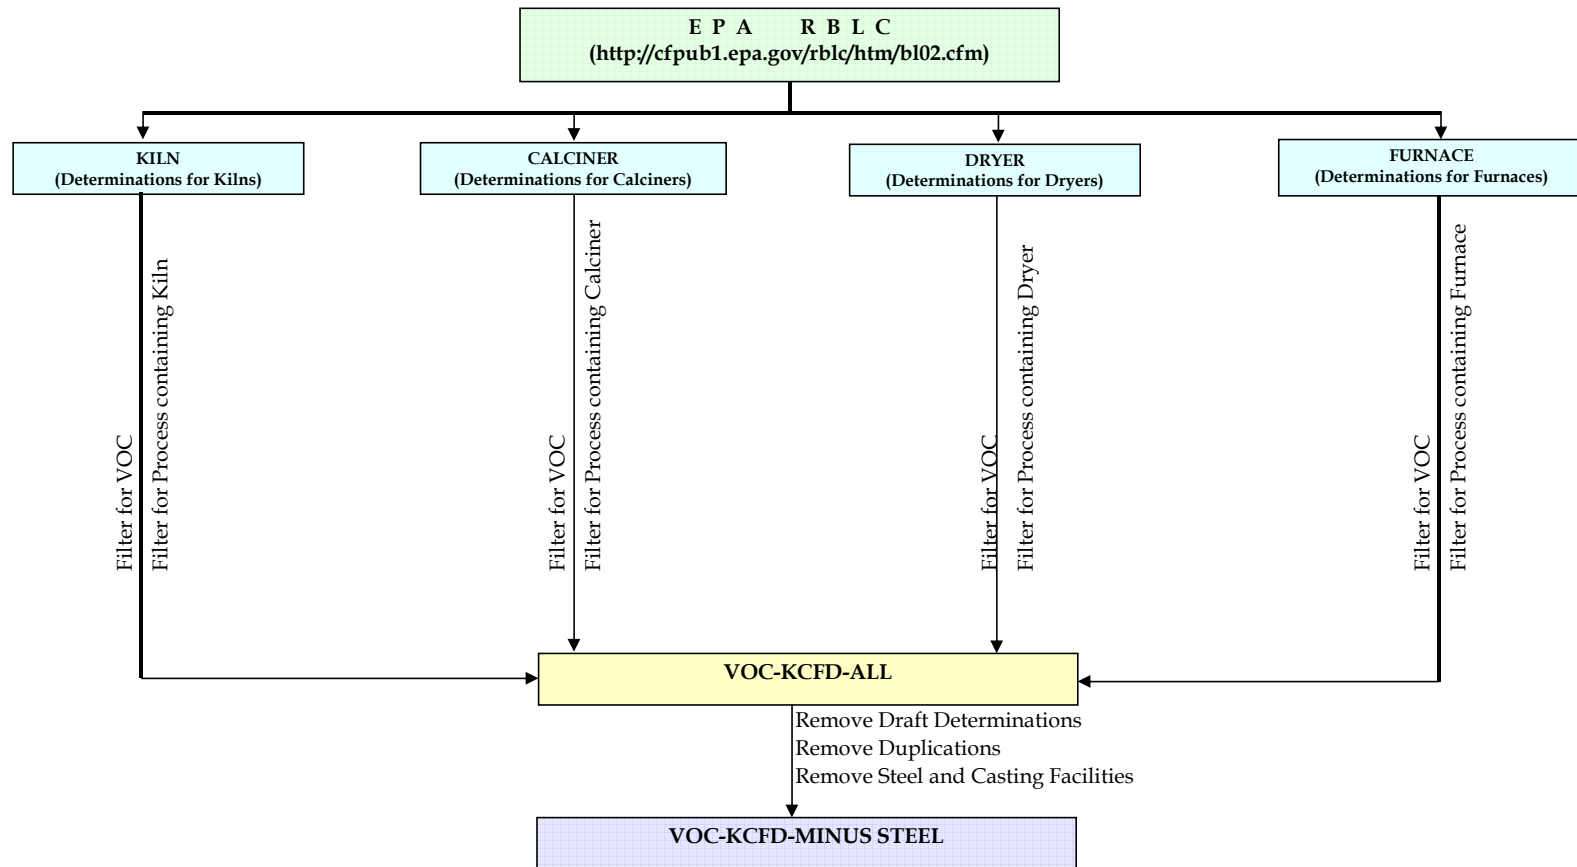 E P A R B L C
(http://cfpub1.epa.gov/rblc/htm/bl02.cfm)
KILN
(Determinations for Kilns)
CALCINER
(Determinations for Calciners)
DRYER
(Determinations for Dryers)
FURNACE
(Determinations for Furnaces)
Filter for VOC
Filter for Process containing Kiln
Filter for VOC
Filter for Process containing Calciner
Filter for VOC
Filter for Process containing Dryer
Filter for VOC
Filter for Process containing Furnace
VOC-KCFD-ALL
Remove Draft Determinations
Remove Duplications
Remove Steel and Casting Facilities
VOC-KCFD-MINUS STEEL